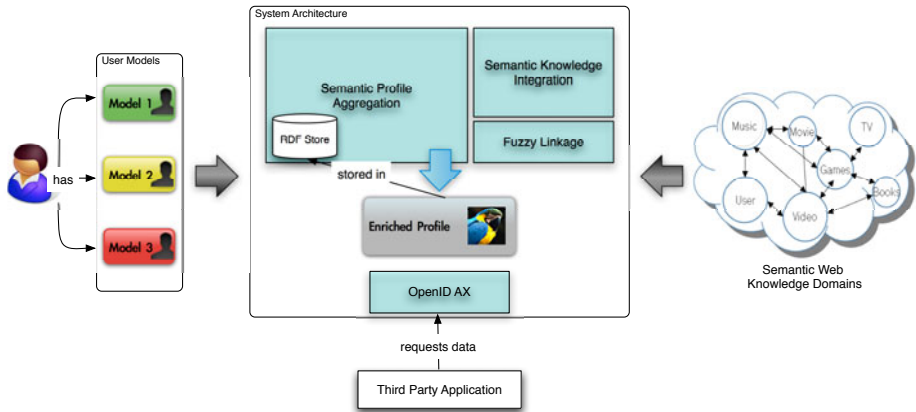 System Architecture
User Models
Model 1
Model 2
Model 3
has
Semantic Profile
Aggregation
RDF Store
Semantic Knowledge
Integration
Fuzzy Linkage
stored in
Enriched Profile
OpenID AX
requests data
Third Party Application
Music
Movie
TV
Games
Books
User
Video
Semantic Web
Knowledge Domains